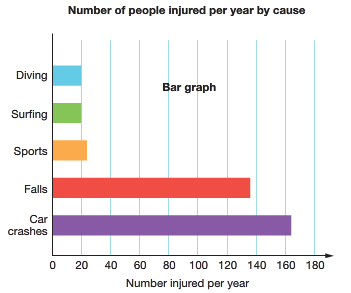 Number of people injured per year by cause
Bar graph
Diving
Surfing
Sports
Falls
Car
crashes
0 20 40 60 80 100 120 140 160 180
Number injured per year